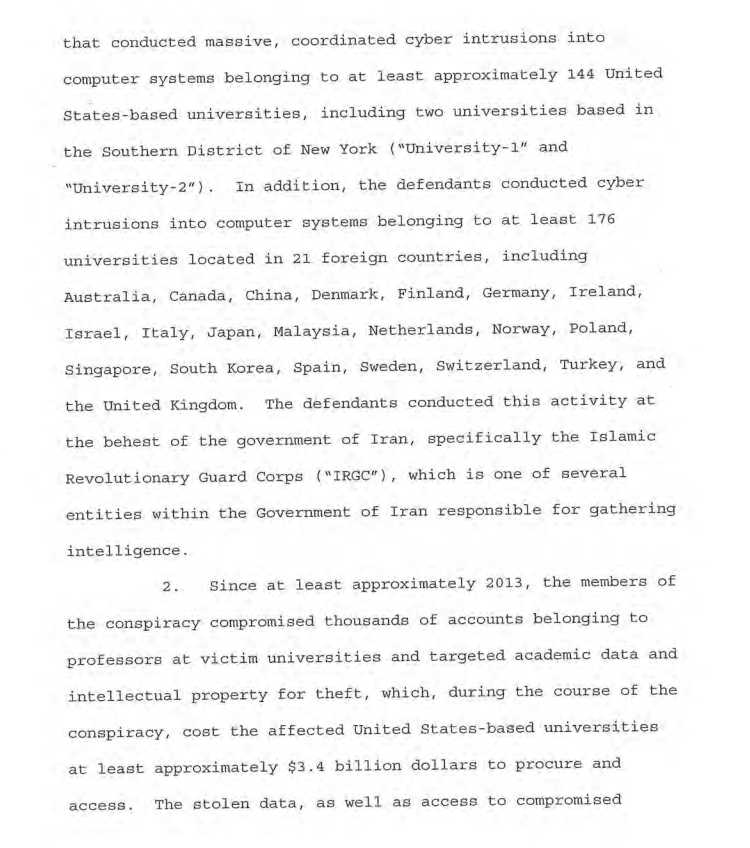 that conducted massive, coordinated cyber intrusions into
computer systems belonging to at least approximately 144 United
States-based universities, including two universities based in
the Southern District of New York ("University-1" and
"University-2"). In addition, the defendants conducted cyber
intrusions into computer systems belonging to at least 176
universities located in 21 foreign countries, including
Australia, Canada, China, Denmark, Finland, Germany, Ireland,
Israel, Italy, Japan, Malaysia, Netherlands, Norway, Poland,
Singapore, South Korea, Spain, Sweden, Switzerland, Turkey, and
the United Kingdom. The defendants conducted this activity at
the behest of the government of Iran, specifically the Islamic
Revolutionary Guard Corps ("IRGC"), which is one of several
entities within the Government of Iran responsible for gathering
intelligence.
2. Since at least approximately 2013, the members of
the conspiracy compromised thousands of accounts belonging to
professors at victim universities and targeted academic data and
intellectual property for theft, which, during the course of the
conspiracy, cost the affected United States-based universities
at least approximately $3.4 billion dollars to procure and
access. The stolen data, as well as access to compromised